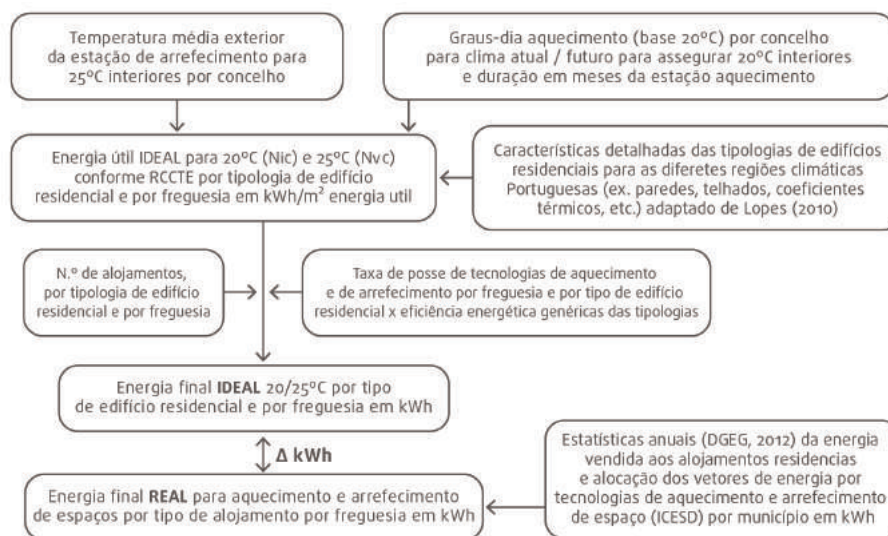 Temperatura média exterior
da estação de arrefecimento para
25ºC interiores por concelho
Graus-dia aquecimento (base 20ºC) por concelho
para clima atual / futuro para assegurar 20ºC interiores
e duração em meses da estação aquecimento
Energia útil IDEAL para 20ºC (Nic) e 25ºC (Nvc)
conforme RCCTE por tipologia de edifício
residencial e por freguesia em kWh/m² energia util
Características detalhadas das tipologias de edifícios
residenciais para as diferetes regiões climáticas
Portuguesas (ex. paredes, telhados, coeficientes
térmicos, etc.) adaptado de Lopes (2010)
N.º de alojamentos,
por tipologia de edifício
residencial e por freguesia
Taxa de posse de tecnologias de aquecimento
e de arrefecimento por freguesia e por tipo de edifício
residencial x eficiência energética genéricas das tipologias
Energia final IDEAL 20/25ºC por tipo
de edifício residencial e por freguesia em kWh
Δ kWh
Energia final REAL para aquecimento e arrefecimento
de espaços por tipo de alojamento por freguesia em kWh
Estatísticas anuais (DGEG, 2012) da energia
vendida aos alojamentos residencias
e alocação dos vetores de energia por
tecnologias de aquecimento e arrefecimento
de espaço (ICESD) por município em kWh